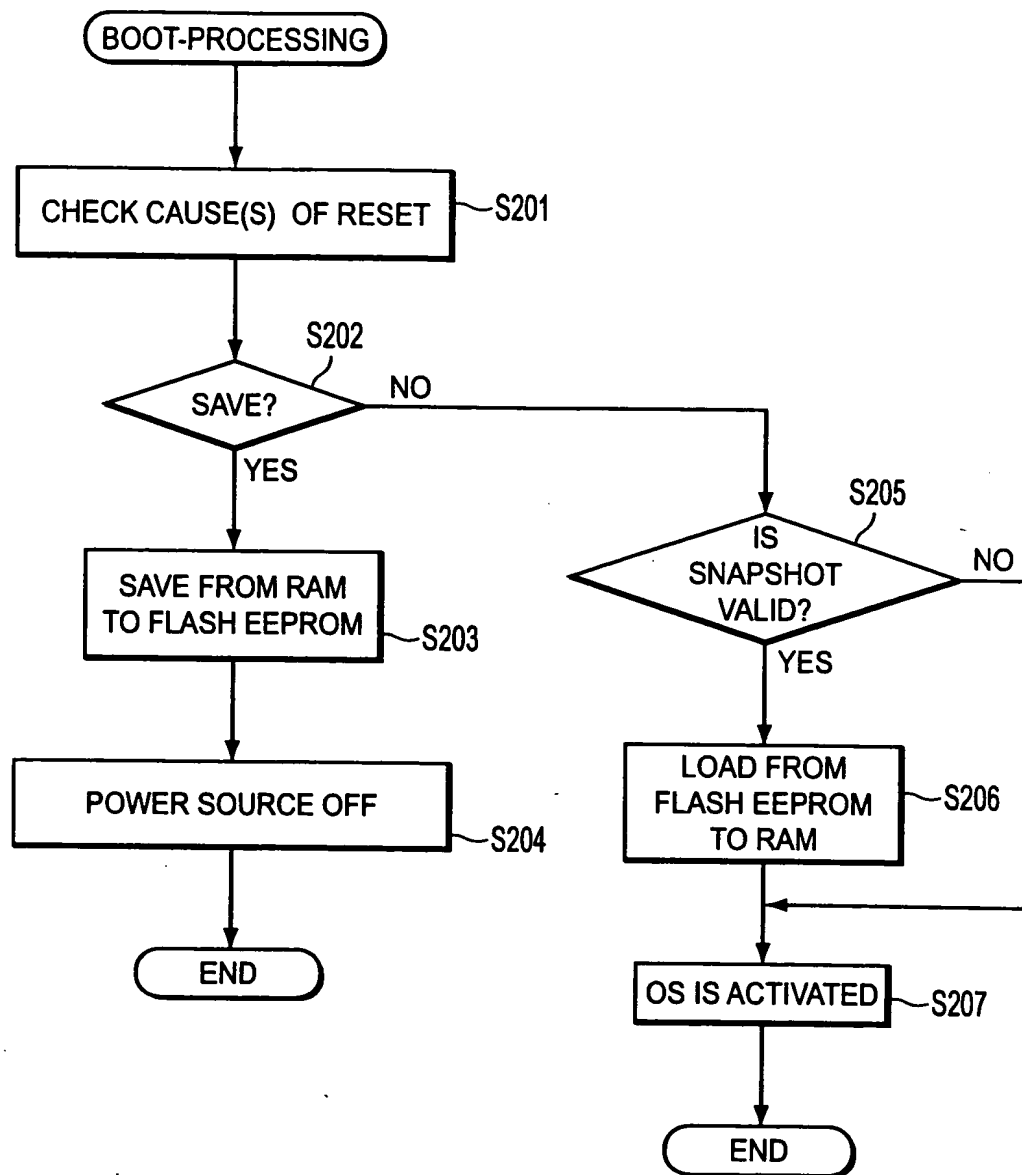 BOOT-PROCESSING
CHECK CAUSE(S) OF RESET
S201
S202
SAVE?
NO
YES
SAVE FROM RAM
TO FLASH EEPROM
S203
POWER SOURCE OFF
S204
END
S205
IS
SNAPSHOT
VALID?
NO
YES
LOAD FROM
FLASH EEPROM
TO RAM
S206
OS IS ACTIVATED
S207
END